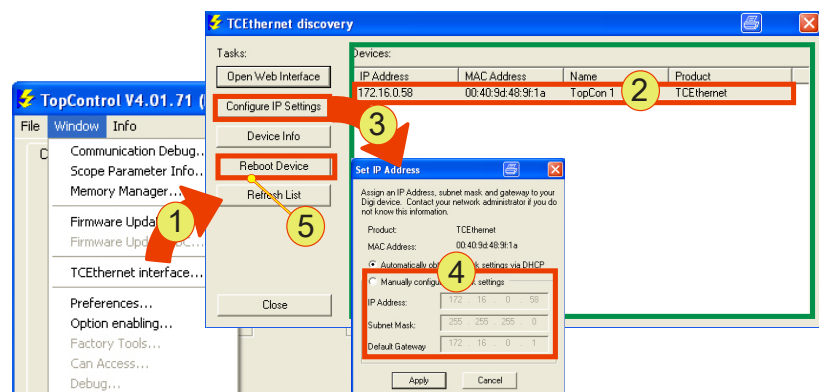 TCEthernet discovery
Tasks:
Open Web Interface
Configure IP Settings
Device Info
Reboot Device
Refresh List
Close
Devices:
IP Address MAC Address Name Product
172.16.0.58 00:40:9d:48:9f:1a TopCon 1 TCEthernet
2
3
1
5
4
TopControl V4.01.71 (
File Window Info
Communication Debug..
Scope Parameter Info..
Memory Manager...
Firmware
Firmware
TCEthernet interface...
Preferences...
Option enabling...
Factory Tools...
Can Access...
Debug...
Set IP Address
Assign an IP Address, subnet mask and gateway to your
Digi device. Contact your network administrator if you do
not know this information.
Product: TCEthernet
MAC Address: 00:40:9d:48:9f:1a
Automatically settings via DHCP
Manually settings
IP Address: 172 . 16 . 0 . 58
Subnet Mask: 255 . 255 . 255 . 0
Default Gateway 172 . 16 . 0 . 1
Apply Cancel